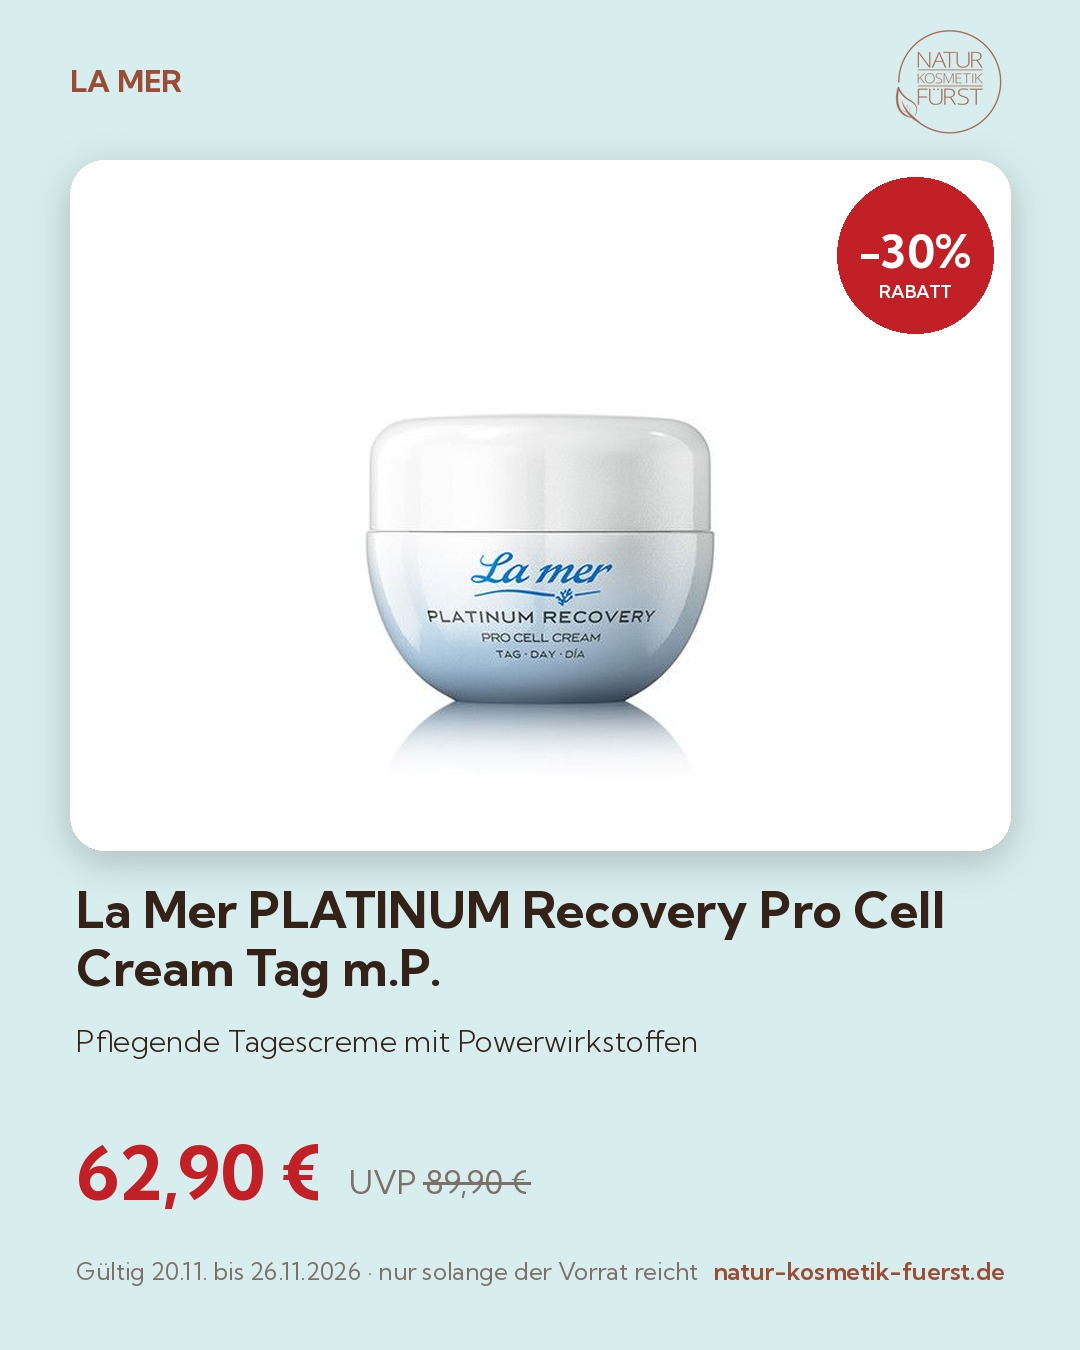 LA MER
NATUR
KOSMETIK
FÜRST
-30%
RABATT
La mer
PLATINUM RECOVERY
PRO CELL CREAM
TAG · DAY · DÍA
La Mer PLATINUM Recovery Pro Cell
Cream Tag m.P.
Pflegende Tagescreme mit Powerwirkstoffen
62,90 € UVP 89,90 €
Gültig 20.11. bis 26.11.2026 · nur solange der Vorrat reicht natur-kosmetik-fuerst.de